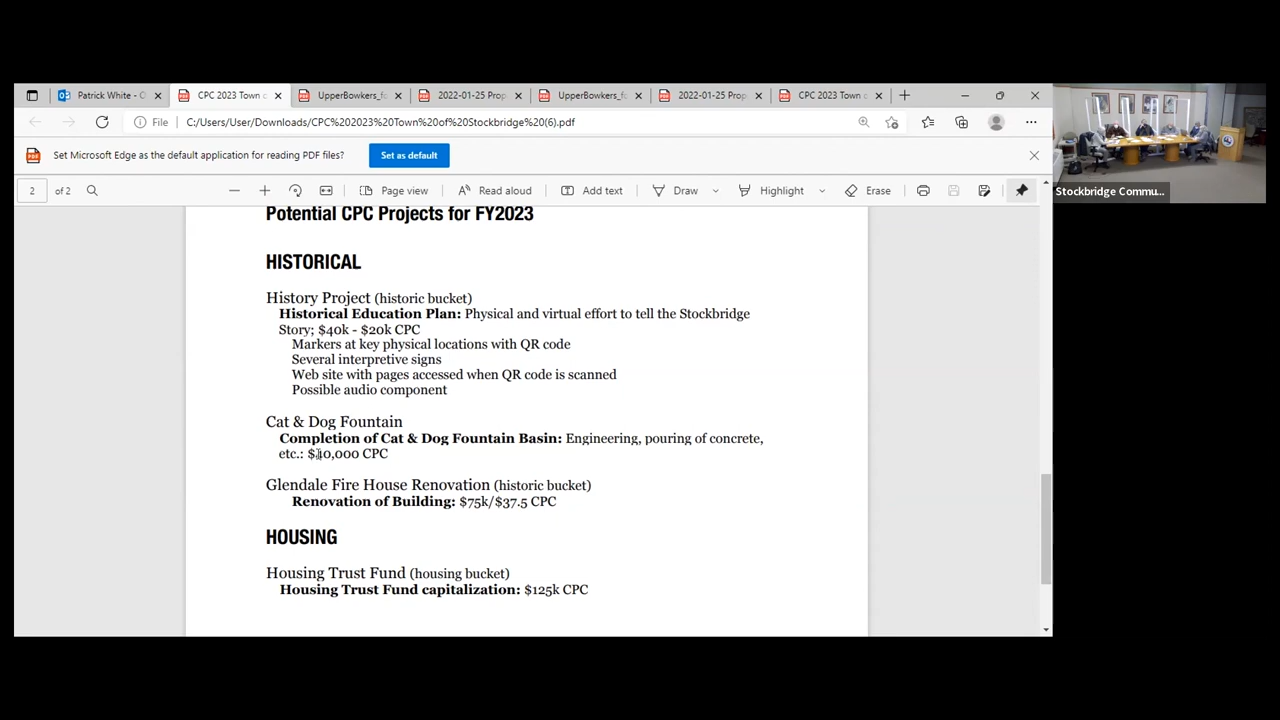 Patrick White - O
CPC 2023 Town o
UpperBowkers_fo
2022-01-25 Prop
UpperBowkers_fo
2022-01-25 Prop
CPC 2023 Town o
File
C:/Users/User/Downloads/CPC%202023%20Town%20of%20Stockbridge%20(6).pdf
Set Microsoft Edge as the default application for reading PDF files?
Set as default
2 of 2
Page view
Read aloud
Add text
Draw
Highlight
Erase
Stockbridge Commu...
Potential CPC Projects for FY2023
HISTORICAL
History Project (historic bucket)
Historical Education Plan: Physical and virtual effort to tell the Stockbridge
Story; $40k - $20k CPC
Markers at key physical locations with QR code
Several interpretive signs
Web site with pages accessed when QR code is scanned
Possible audio component
Cat & Dog Fountain
Completion of Cat & Dog Fountain Basin: Engineering, pouring of concrete,
etc.: $40,000 CPC
Glendale Fire House Renovation (historic bucket)
Renovation of Building: $75k/$37.5 CPC
HOUSING
Housing Trust Fund (housing bucket)
Housing Trust Fund capitalization: $125k CPC